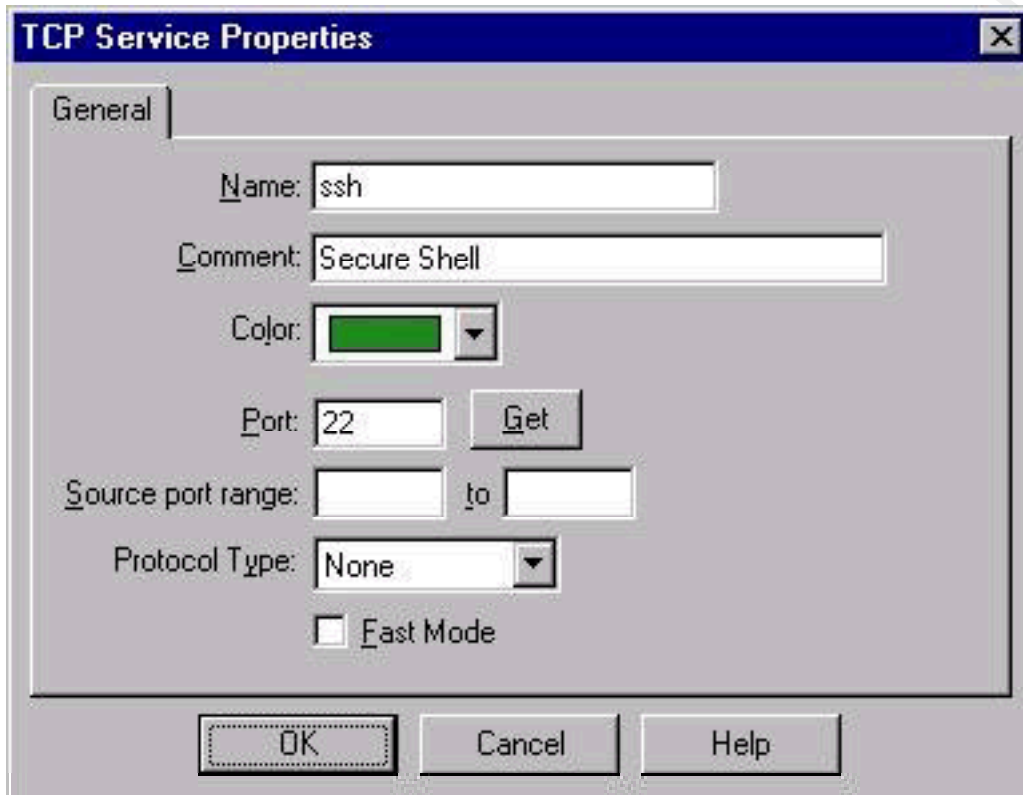 TCP Service Properties
General
Name: ssh
Comment: Secure Shell
Color:
Port: 22 Get
Source port range: to
Protocol Type: None
Fast Mode
OK Cancel Help